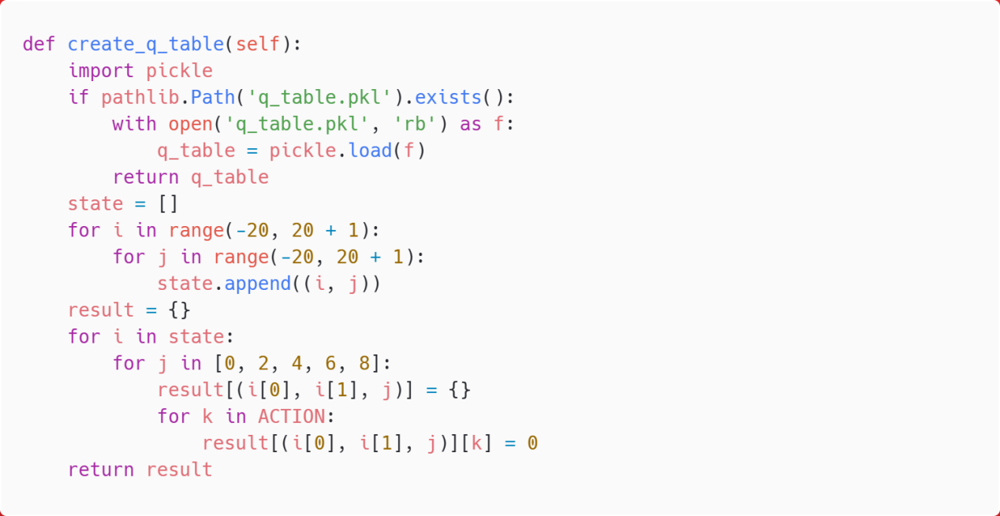 def create_q_table(self):
    import pickle
    if pathlib.Path('q_table.pkl').exists():
        with open('q_table.pkl', 'rb') as f:
            q_table = pickle.load(f)
        return q_table
    state = []
    for i in range(-20, 20 + 1):
        for j in range(-20, 20 + 1):
            state.append((i, j))
    result = {}
    for i in state:
        for j in [0, 2, 4, 6, 8]:
            result[(i[0], i[1], j)] = {}
            for k in ACTION:
                result[(i[0], i[1], j)][k] = 0
    return result